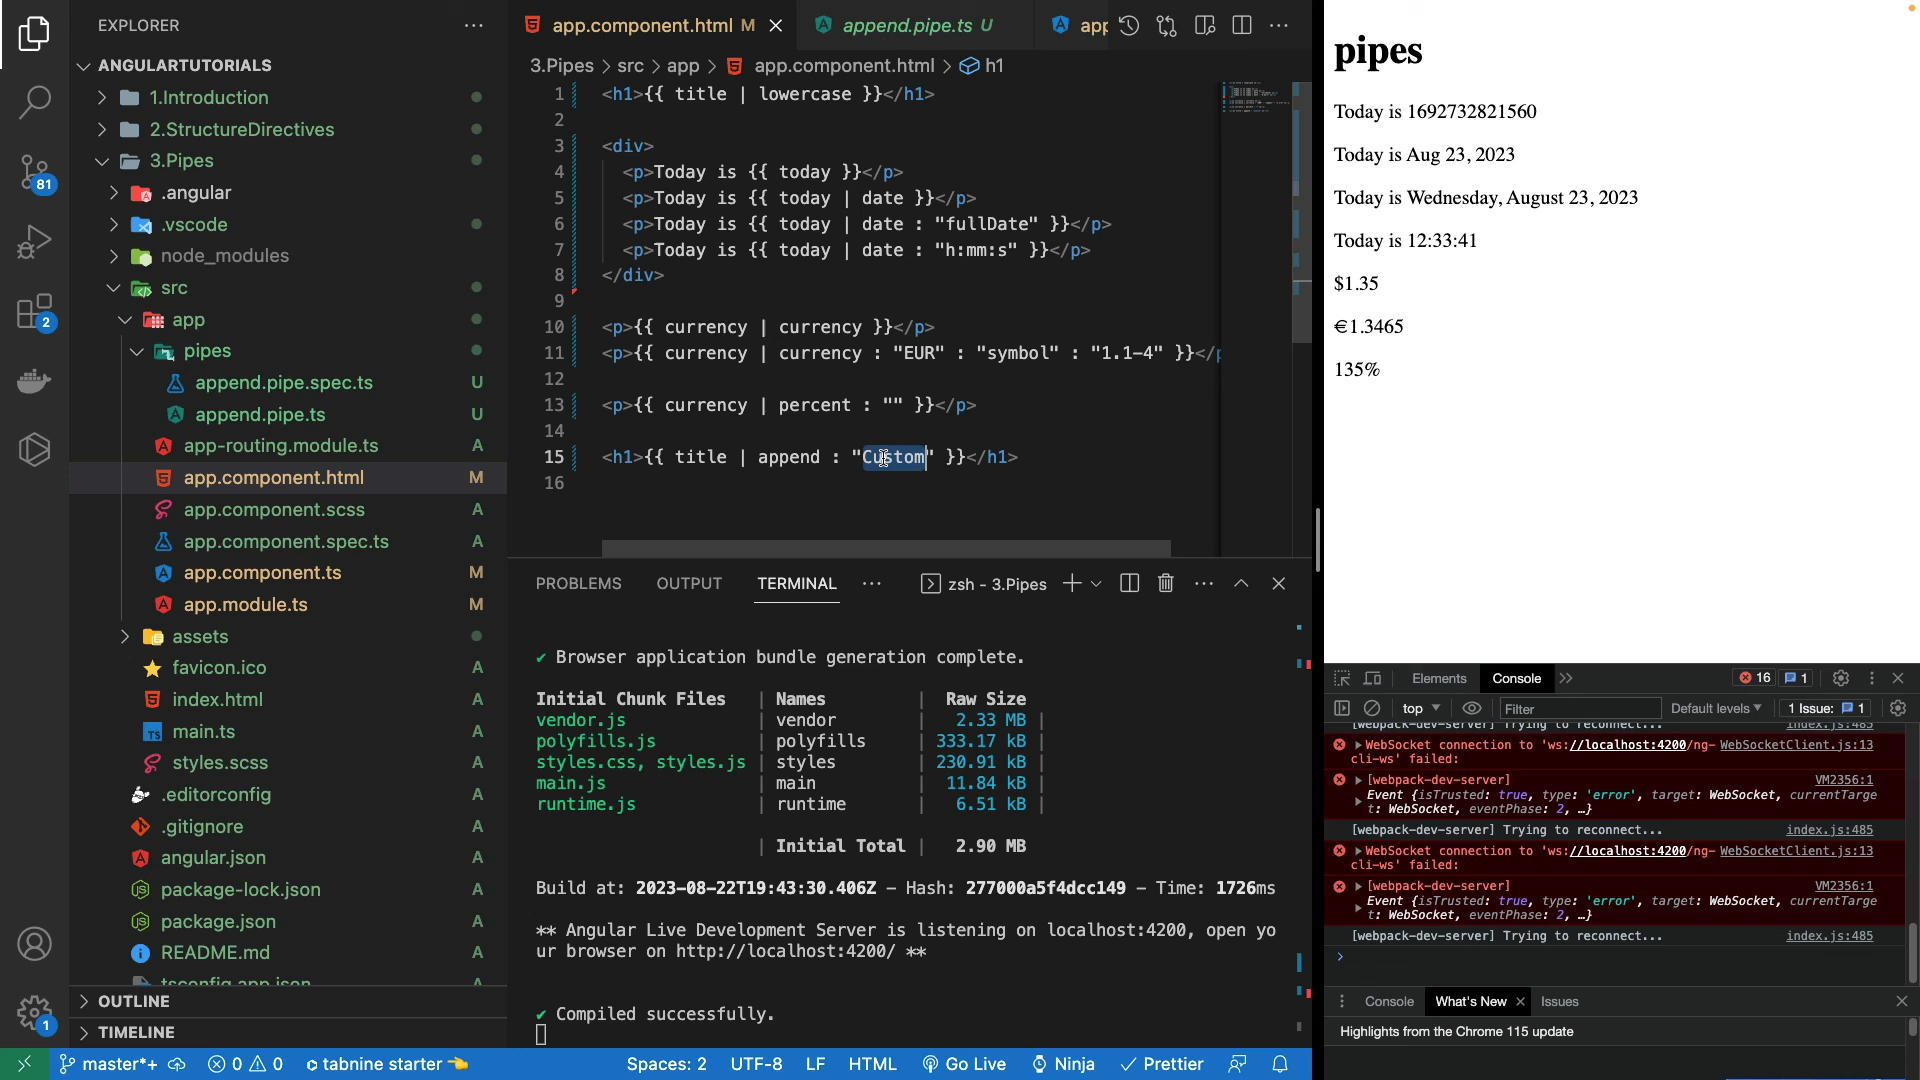 EXPLORER
ANGULARTUTORIALS
1.Introduction
2.StructureDirectives
3.Pipes
.angular
.vscode
node_modules
src
app
pipes
append.pipe.spec.ts U
append.pipe.ts U
app-routing.module.ts A
app.component.html M
app.component.scss A
app.component.spec.ts A
app.component.ts M
app.module.ts M
assets
favicon.ico A
index.html A
main.ts A
styles.scss A
.editorconfig A
.gitignore A
angular.json A
package-lock.json A
package.json A
README.md A
tsconfig.app.json
OUTLINE
TIMELINE
81
2
1
app.component.html M
append.pipe.ts U
app
3.Pipes > src > app > app.component.html > h1
1 <h1>{{ title | lowercase }}</h1>
2
3 <div>
4 <p>Today is {{ today }}</p>
5 <p>Today is {{ today | date }}</p>
6 <p>Today is {{ today | date : "fullDate" }}</p>
7 <p>Today is {{ today | date : "h:mm:s" }}</p>
8 </div>
9
10 <p>{{ currency | currency }}</p>
11 <p>{{ currency | currency : "EUR" : "symbol" : "1.1-4" }}</p
12
13 <p>{{ currency | percent : "" }}</p>
14
15 <h1>{{ title | append : "Custom" }}</h1>
16
PROBLEMS OUTPUT TERMINAL
zsh - 3.Pipes
✔ Browser application bundle generation complete.
Initial Chunk Files | Names | Raw Size
vendor.js | vendor | 2.33 MB |
polyfills.js | polyfills | 333.17 kB |
styles.css, styles.js | styles | 230.91 kB |
main.js | main | 11.84 kB |
runtime.js | runtime | 6.51 kB |
| Initial Total | 2.90 MB
Build at: 2023-08-22T19:43:30.406Z - Hash: 277000a5f4dcc149 - Time: 1726ms
** Angular Live Development Server is listening on localhost:4200, open yo
ur browser on http://localhost:4200/ **
✔ Compiled successfully.
master*+ 0 0 tabnine starter
Spaces: 2 UTF-8 LF HTML Go Live Ninja Prettier
pipes
Today is 1692732821560
Today is Aug 23, 2023
Today is Wednesday, August 23, 2023
Today is 12:33:41
$1.35
€1.3465
135%
Elements Console 16 1
top Filter Default levels 1 Issue: 1
[webpack-dev-server] Trying to reconnect... index.js:485
WebSocket connection to 'ws://localhost:4200/ng- WebSocketClient.js:13
cli-ws' failed:
[webpack-dev-server] VM2356:1
Event {isTrusted: true, type: 'error', target: WebSocket, currentTarge
t: WebSocket, eventPhase: 2, …}
[webpack-dev-server] Trying to reconnect... index.js:485
WebSocket connection to 'ws://localhost:4200/ng- WebSocketClient.js:13
cli-ws' failed:
[webpack-dev-server] VM2356:1
Event {isTrusted: true, type: 'error', target: WebSocket, currentTarge
t: WebSocket, eventPhase: 2, …}
[webpack-dev-server] Trying to reconnect... index.js:485
Console What's New Issues
Highlights from the Chrome 115 update